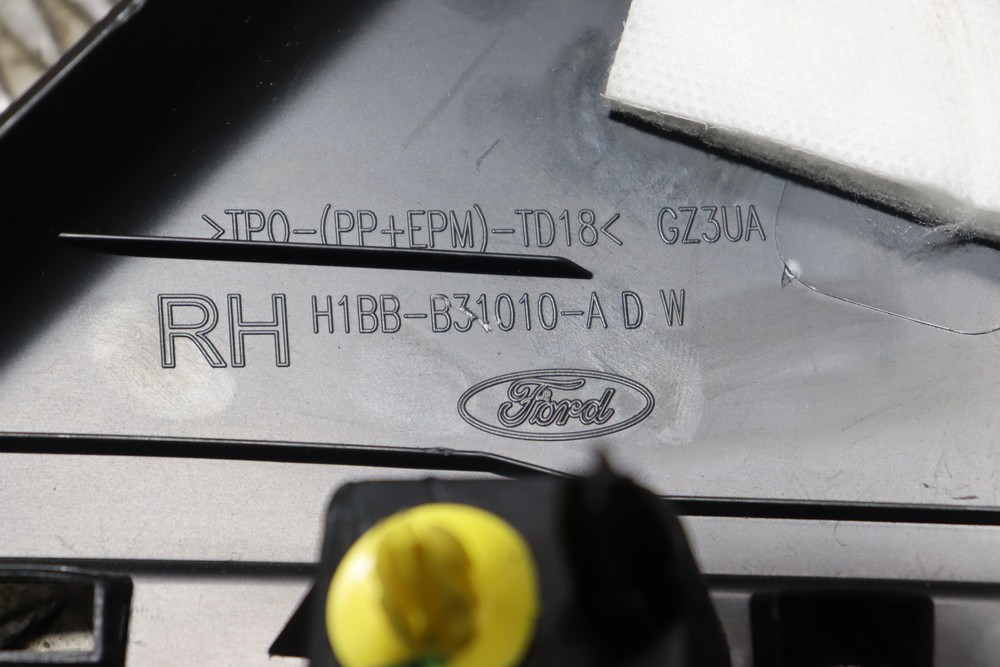 >TPO-(PP+EPM)-TD18< GZ3UA
RH H1BB-B31010-A D W
Ford